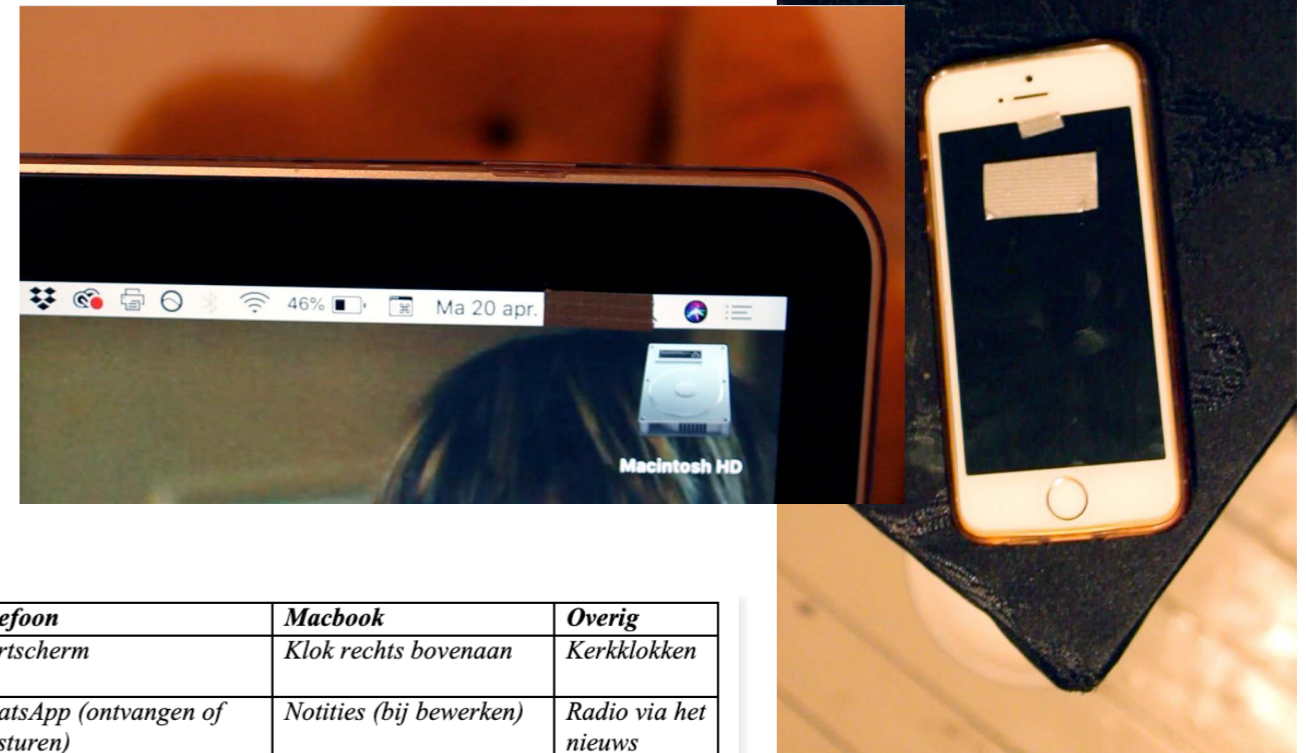 46%
Ma 20 apr.
Macintosh HD
efoon Macbook Overig
rtscherm Klok rechts bovenaan Kerkklokken
atsApp (ontvangen of Notities (bij bewerken) Radio via het
sturen) nieuws